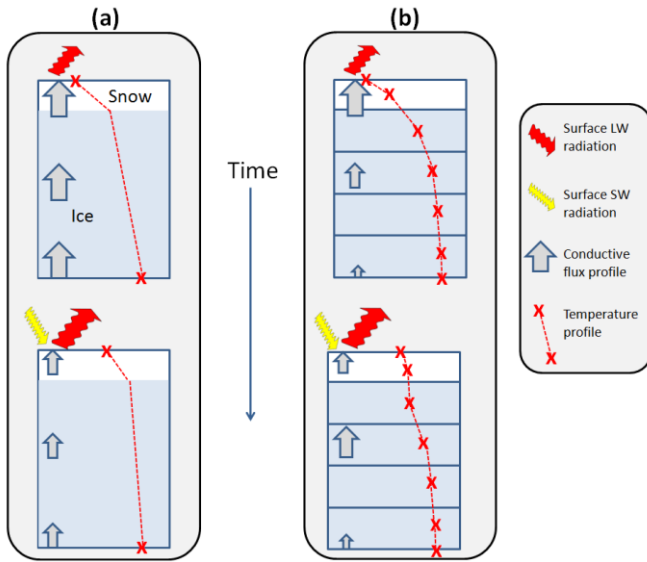 (a)
(b)
Snow
Ice
Time
Surface LW
radiation
Surface SW
radiation
Conductive
flux profile
Temperature
profile